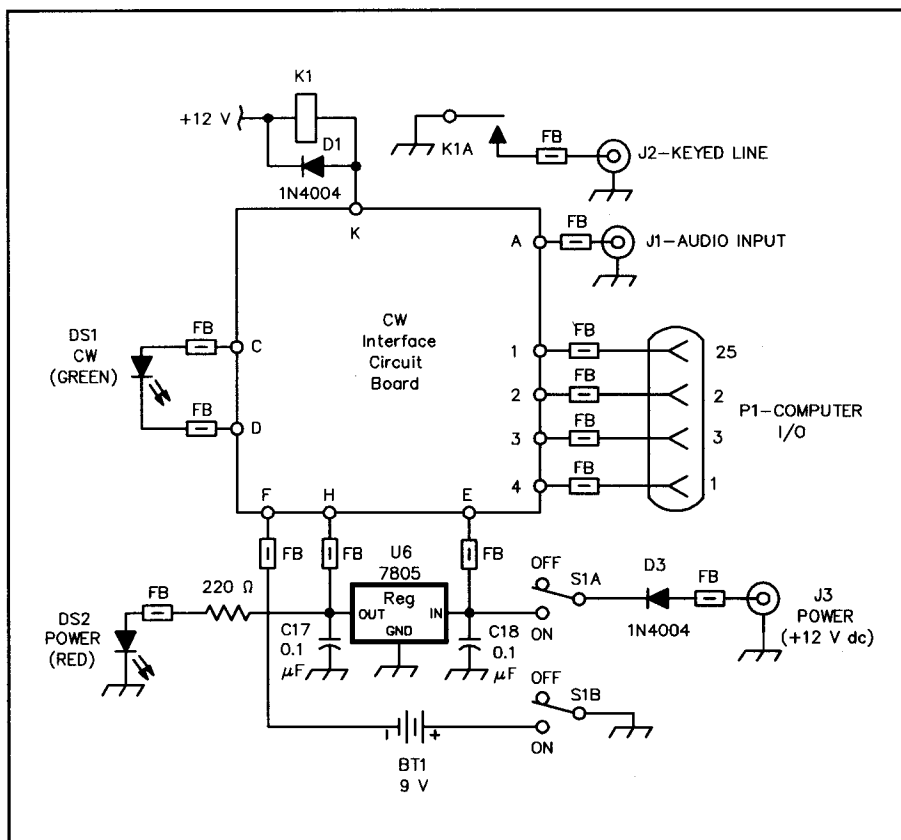 K1
+12 V
D1
1N4004
K
K1A
FB
J2–KEYED LINE
A
FB
J1–AUDIO INPUT
CW
Interface
Circuit
Board
DS1
CW
(GREEN)
FB
C
FB
D
1
FB
25
2
FB
2
3
FB
3
4
FB
1
P1–COMPUTER
I/O
F
H
E
FB
FB
FB
U6
7805
Reg
OUT
IN
GND
DS2
POWER
(RED)
FB
220 Ω
C17
0.1
µF
C18
0.1
µF
OFF
S1A
ON
D3
1N4004
FB
J3
POWER
(+12 V dc)
OFF
S1B
ON
– +
BT1
9 V